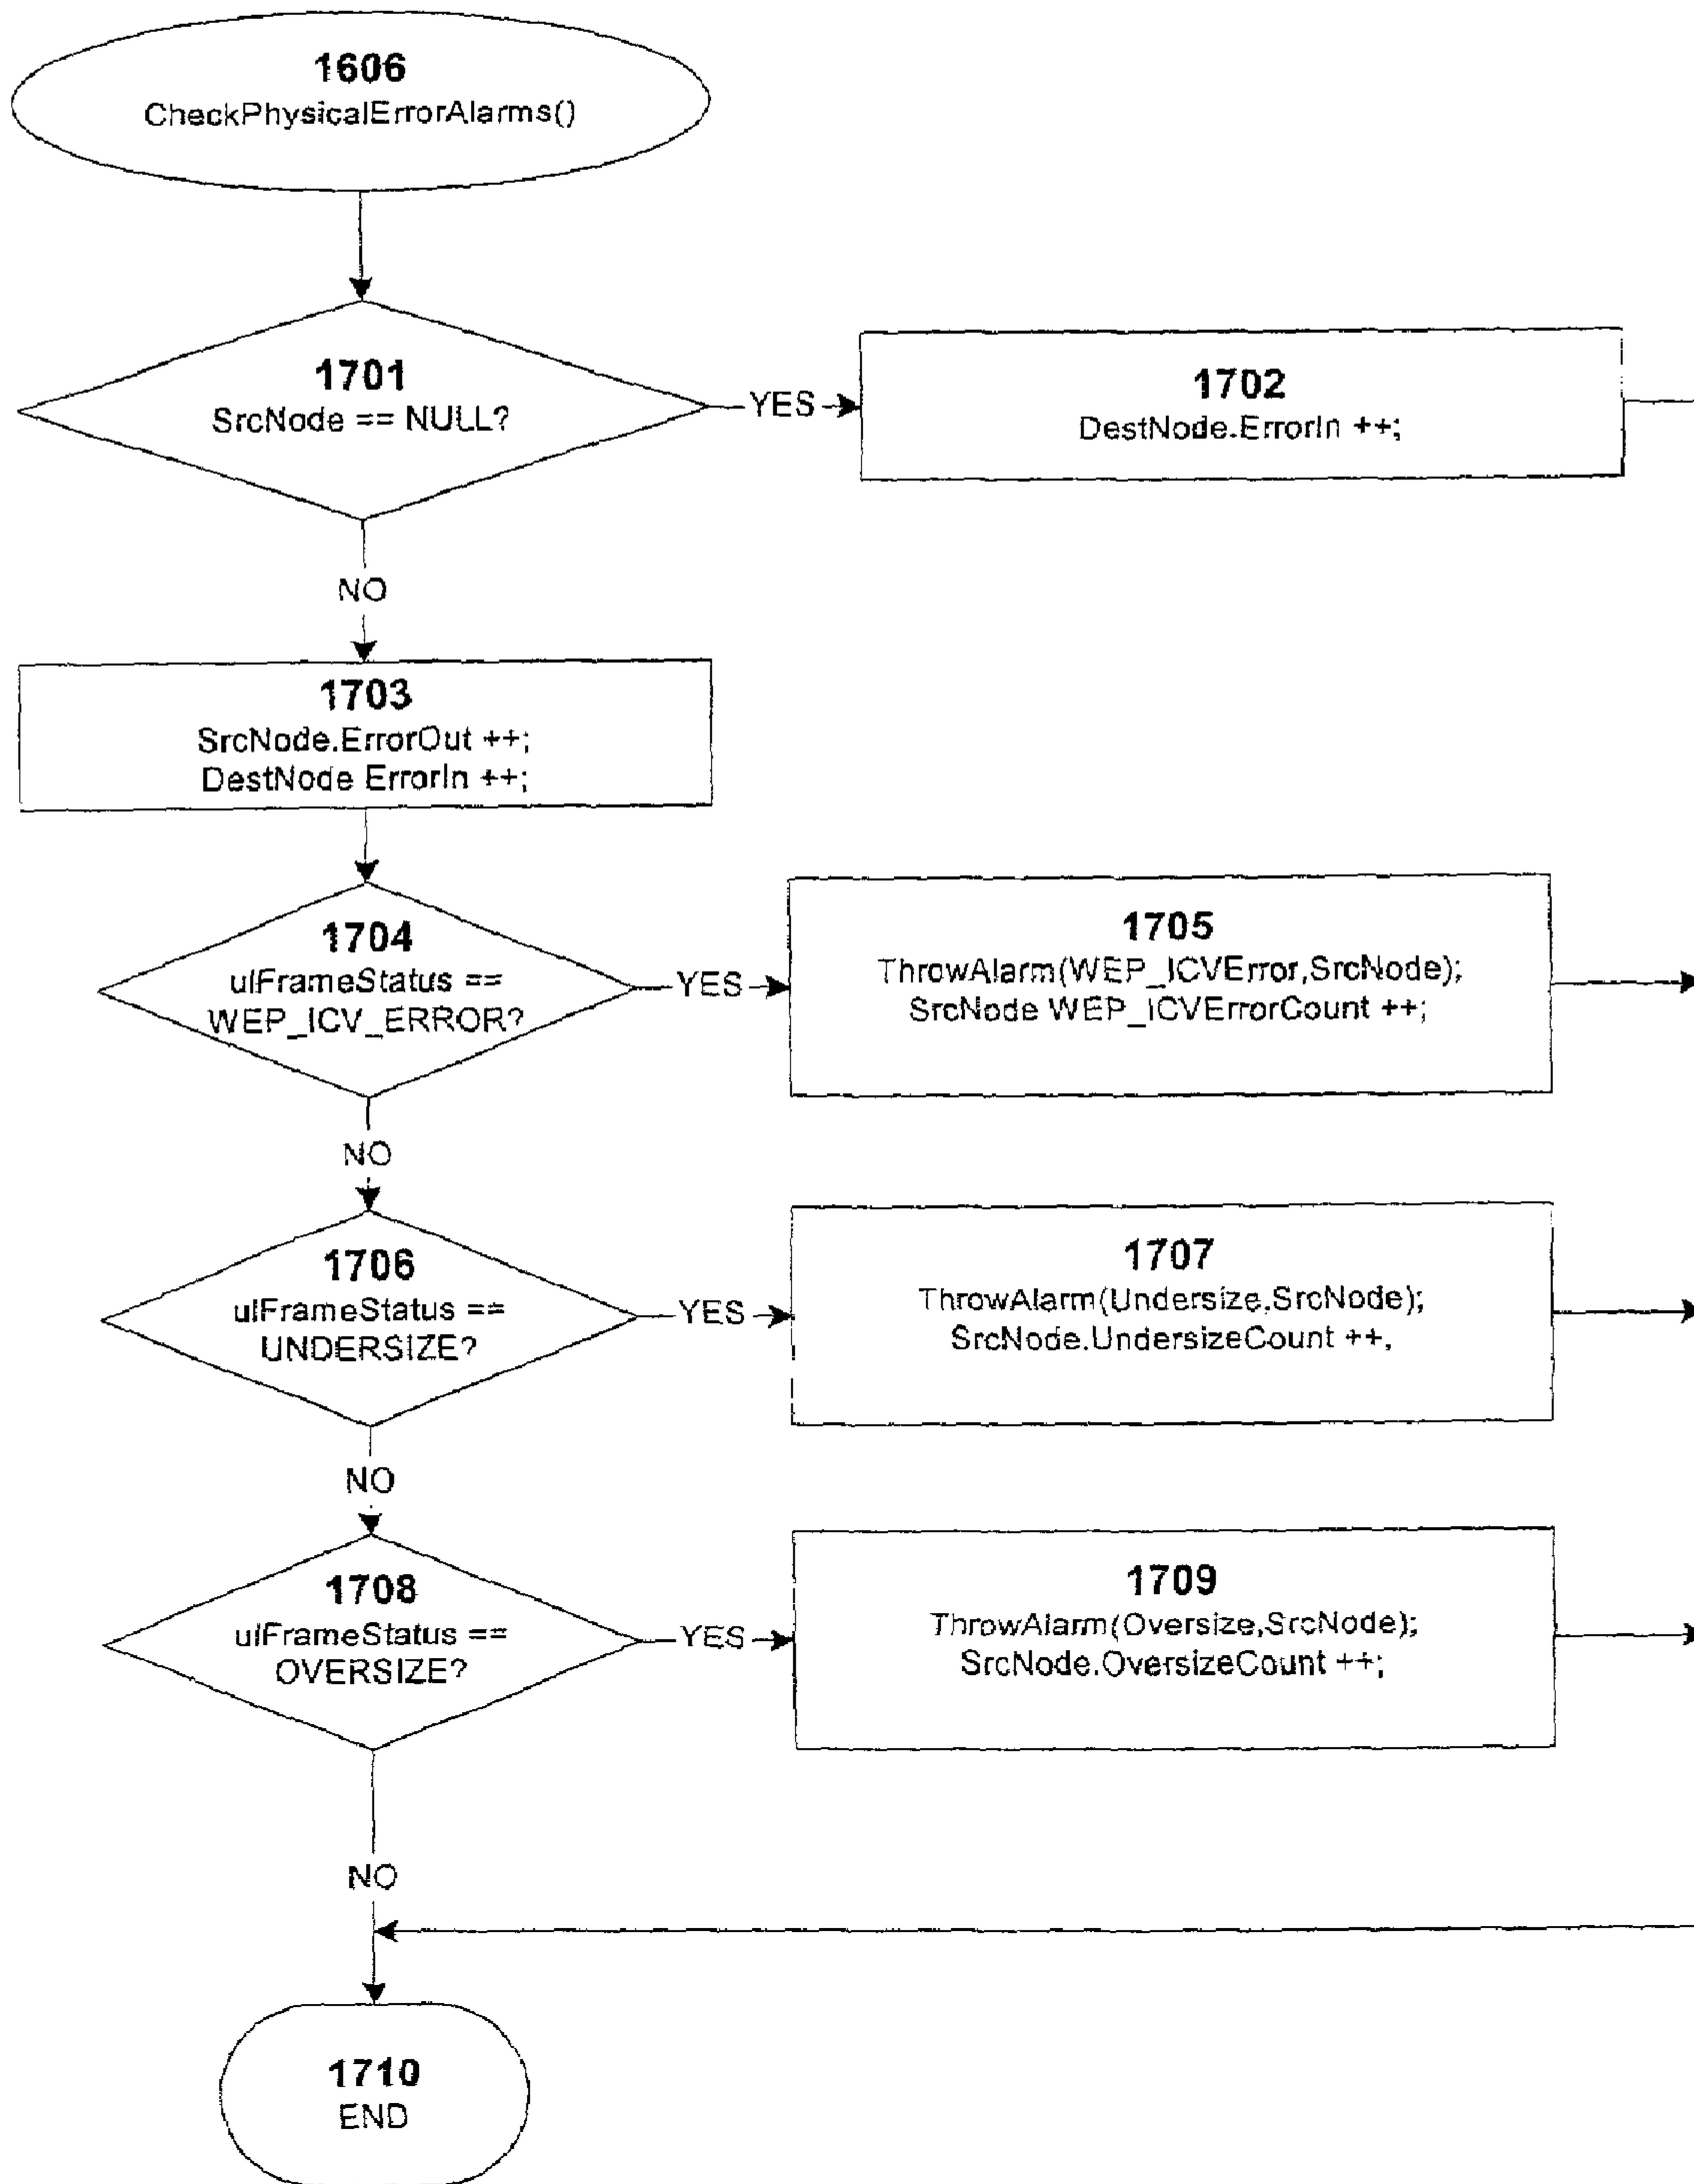 1606
CheckPhysicalErrorAlarms()
1701
SrcNode == NULL?
YES
1702
DestNode.ErrorIn ++;
NO
1703
SrcNode.ErrorOut ++;
DestNode ErrorIn ++;
1704
ulFrameStatus ==
WEP_ICV_ERROR?
YES
1705
ThrowAlarm(WEP_ICVError,SrcNode);
SrcNode WEP_ICVErrorCount ++;
NO
1706
ulFrameStatus ==
UNDERSIZE?
YES
1707
ThrowAlarm(Undersize,SrcNode);
SrcNode.UndersizeCount ++,
NO
1708
ulFrameStatus ==
OVERSIZE?
YES
1709
ThrowAlarm(Oversize,SrcNode);
SrcNode.OversizeCount ++;
NO
1710
END